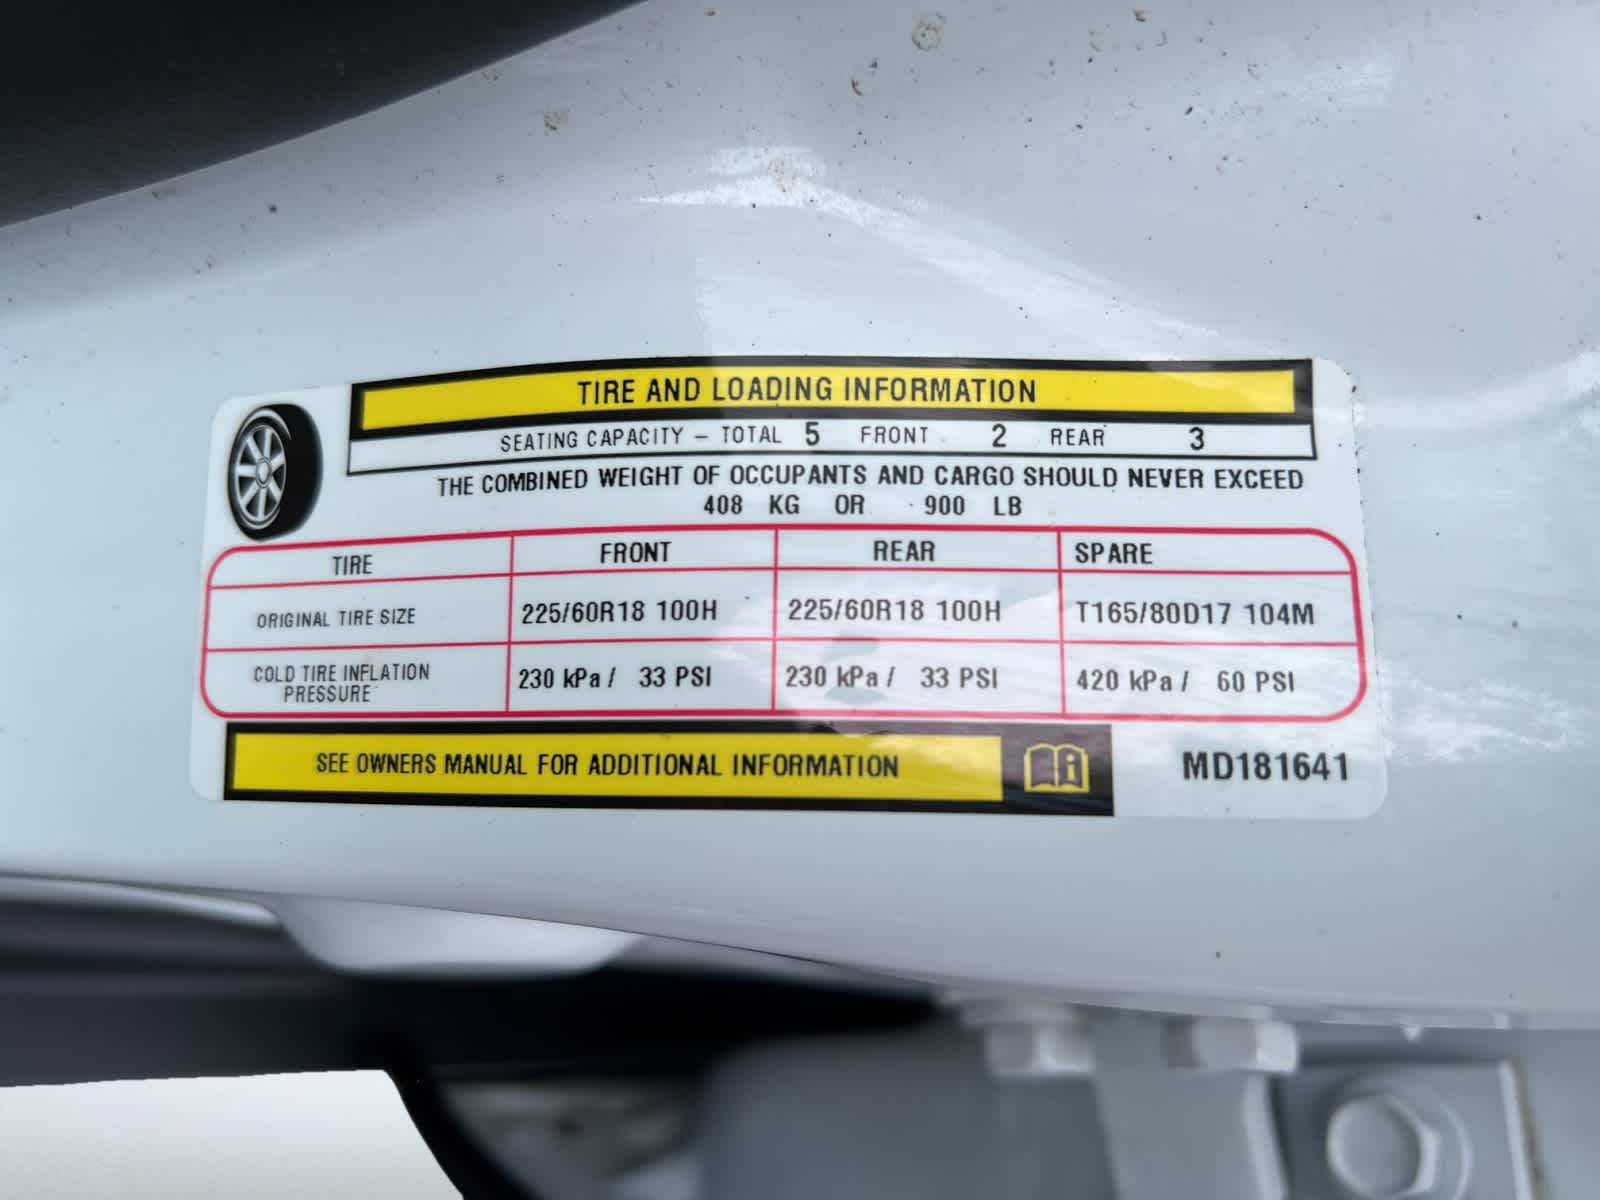 TIRE AND LOADING INFORMATION
SEATING CAPACITY – TOTAL 5 FRONT 2 REAR 3
THE COMBINED WEIGHT OF OCCUPANTS AND CARGO SHOULD NEVER EXCEED
408 KG OR 900 LB
TIRE FRONT REAR SPARE
ORIGINAL TIRE SIZE 225/60R18 100H 225/60R18 100H T165/80D17 104M
COLD TIRE INFLATION PRESSURE 230 kPa / 33 PSI 230 kPa / 33 PSI 420 kPa / 60 PSI
SEE OWNERS MANUAL FOR ADDITIONAL INFORMATION i MD181641